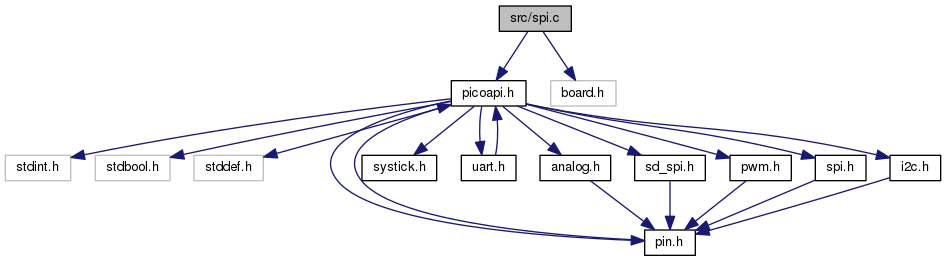 src/spi.c
picoapi.h
board.h
stdint.h
stdbool.h
stddef.h
systick.h
uart.h
analog.h
sd_spi.h
pwm.h
spi.h
i2c.h
pin.h